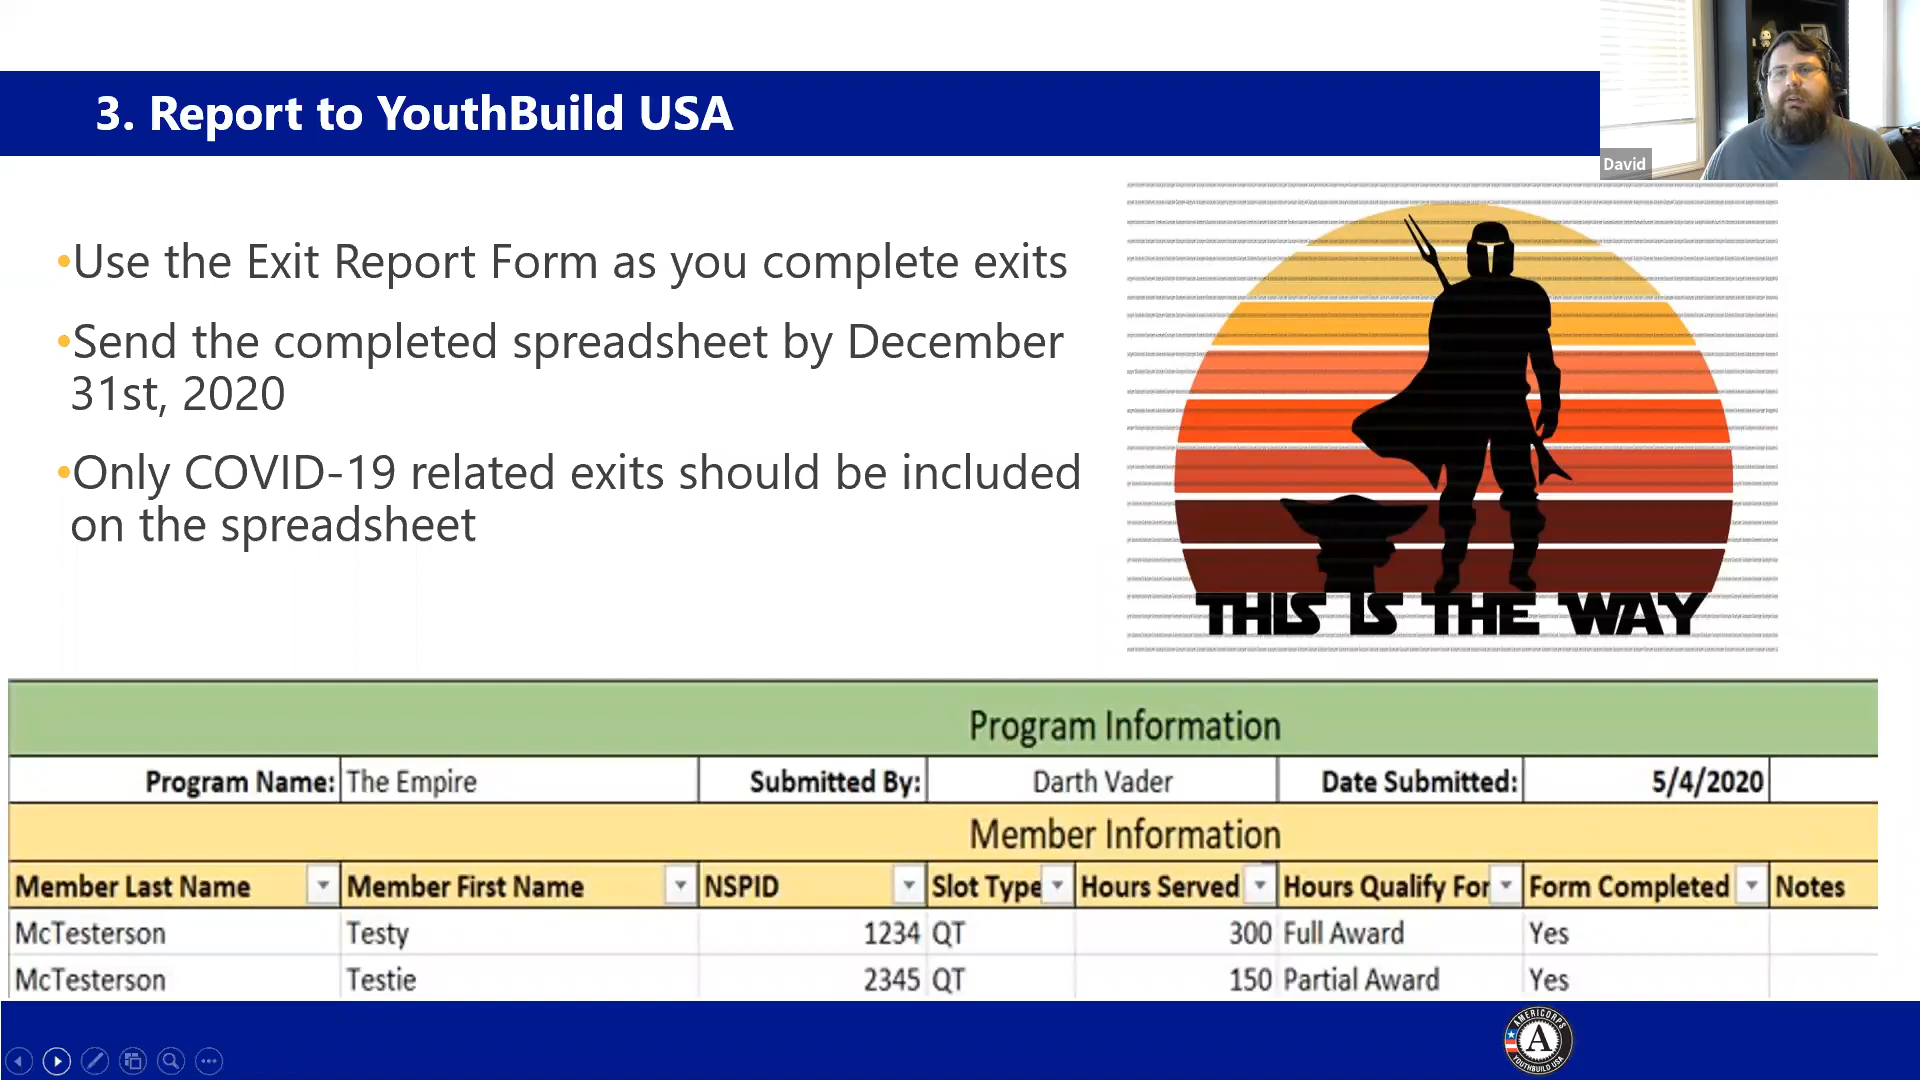 3. Report to YouthBuild USA
David
•Use the Exit Report Form as you complete exits
•Send the completed spreadsheet by December
31st, 2020
•Only COVID-19 related exits should be included
on the spreadsheet
THIS IS THE WAY
Program Information
Program Name: The Empire Submitted By: Darth Vader Date Submitted: 5/4/2020
Member Information
Member Last Name Member First Name NSPID Slot Type Hours Served Hours Qualify For Form Completed Notes
McTesterson Testy 1234 QT 300 Full Award Yes
McTesterson Testie 2345 QT 150 Partial Award Yes
AMERICORPS
A
YOUTHBUILD USA